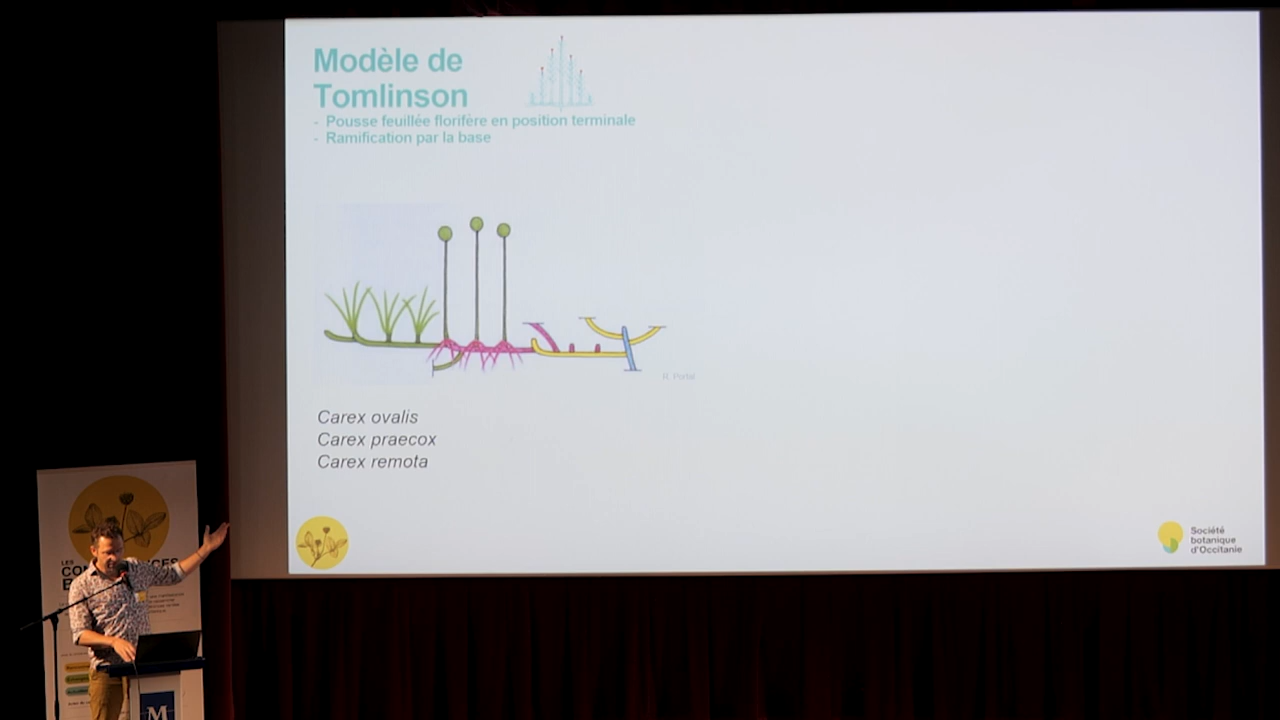 Modèle de
Tomlinson
- Pousse feuillée florifère en position terminale
- Ramification par la base
Carex ovalis
Carex praecox
Carex remota
Société
botanique
d'Occitanie
LES
M